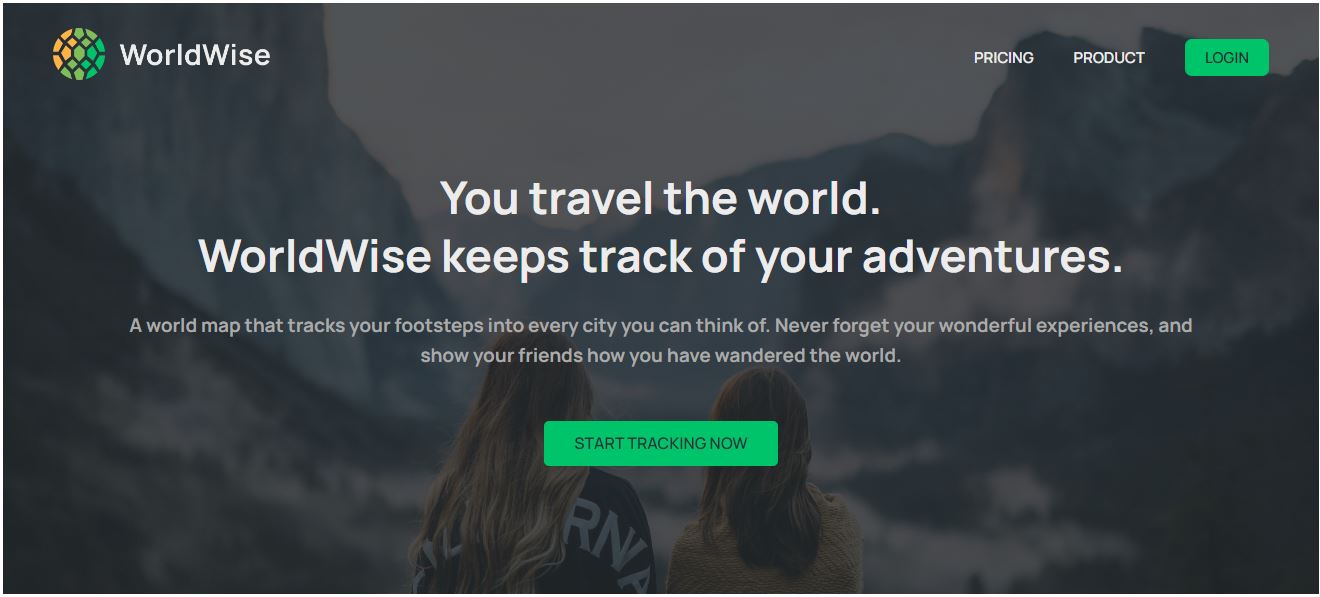 WorldWise
PRICING
PRODUCT
LOGIN
You travel the world.
WorldWise keeps track of your adventures.
A world map that tracks your footsteps into every city you can think of. Never forget your wonderful experiences, and
show your friends how you have wandered the world.
START TRACKING NOW